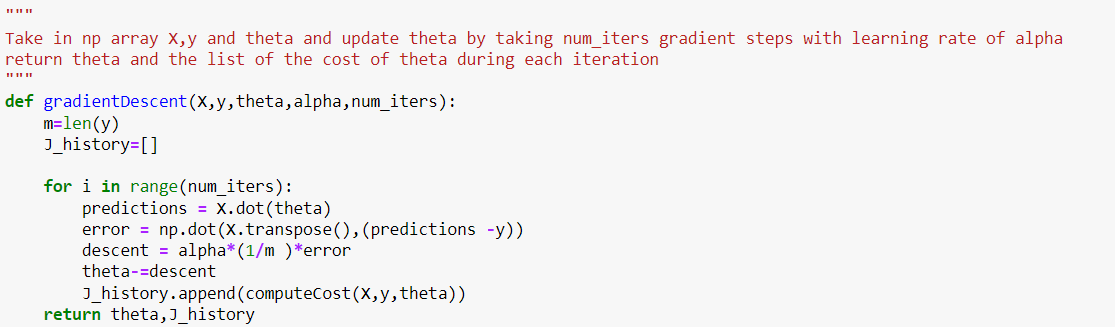 """
Take in np array X,y and theta and update theta by taking num_iters gradient steps with learning rate of alpha
return theta and the list of the cost of theta during each iteration
"""
def gradientDescent(X,y,theta,alpha,num_iters):
    m=len(y)
    J_history=[]

    for i in range(num_iters):
        predictions = X.dot(theta)
        error = np.dot(X.transpose(),(predictions -y))
        descent = alpha*(1/m )*error
        theta-=descent
        J_history.append(computeCost(X,y,theta))
    return theta,J_history